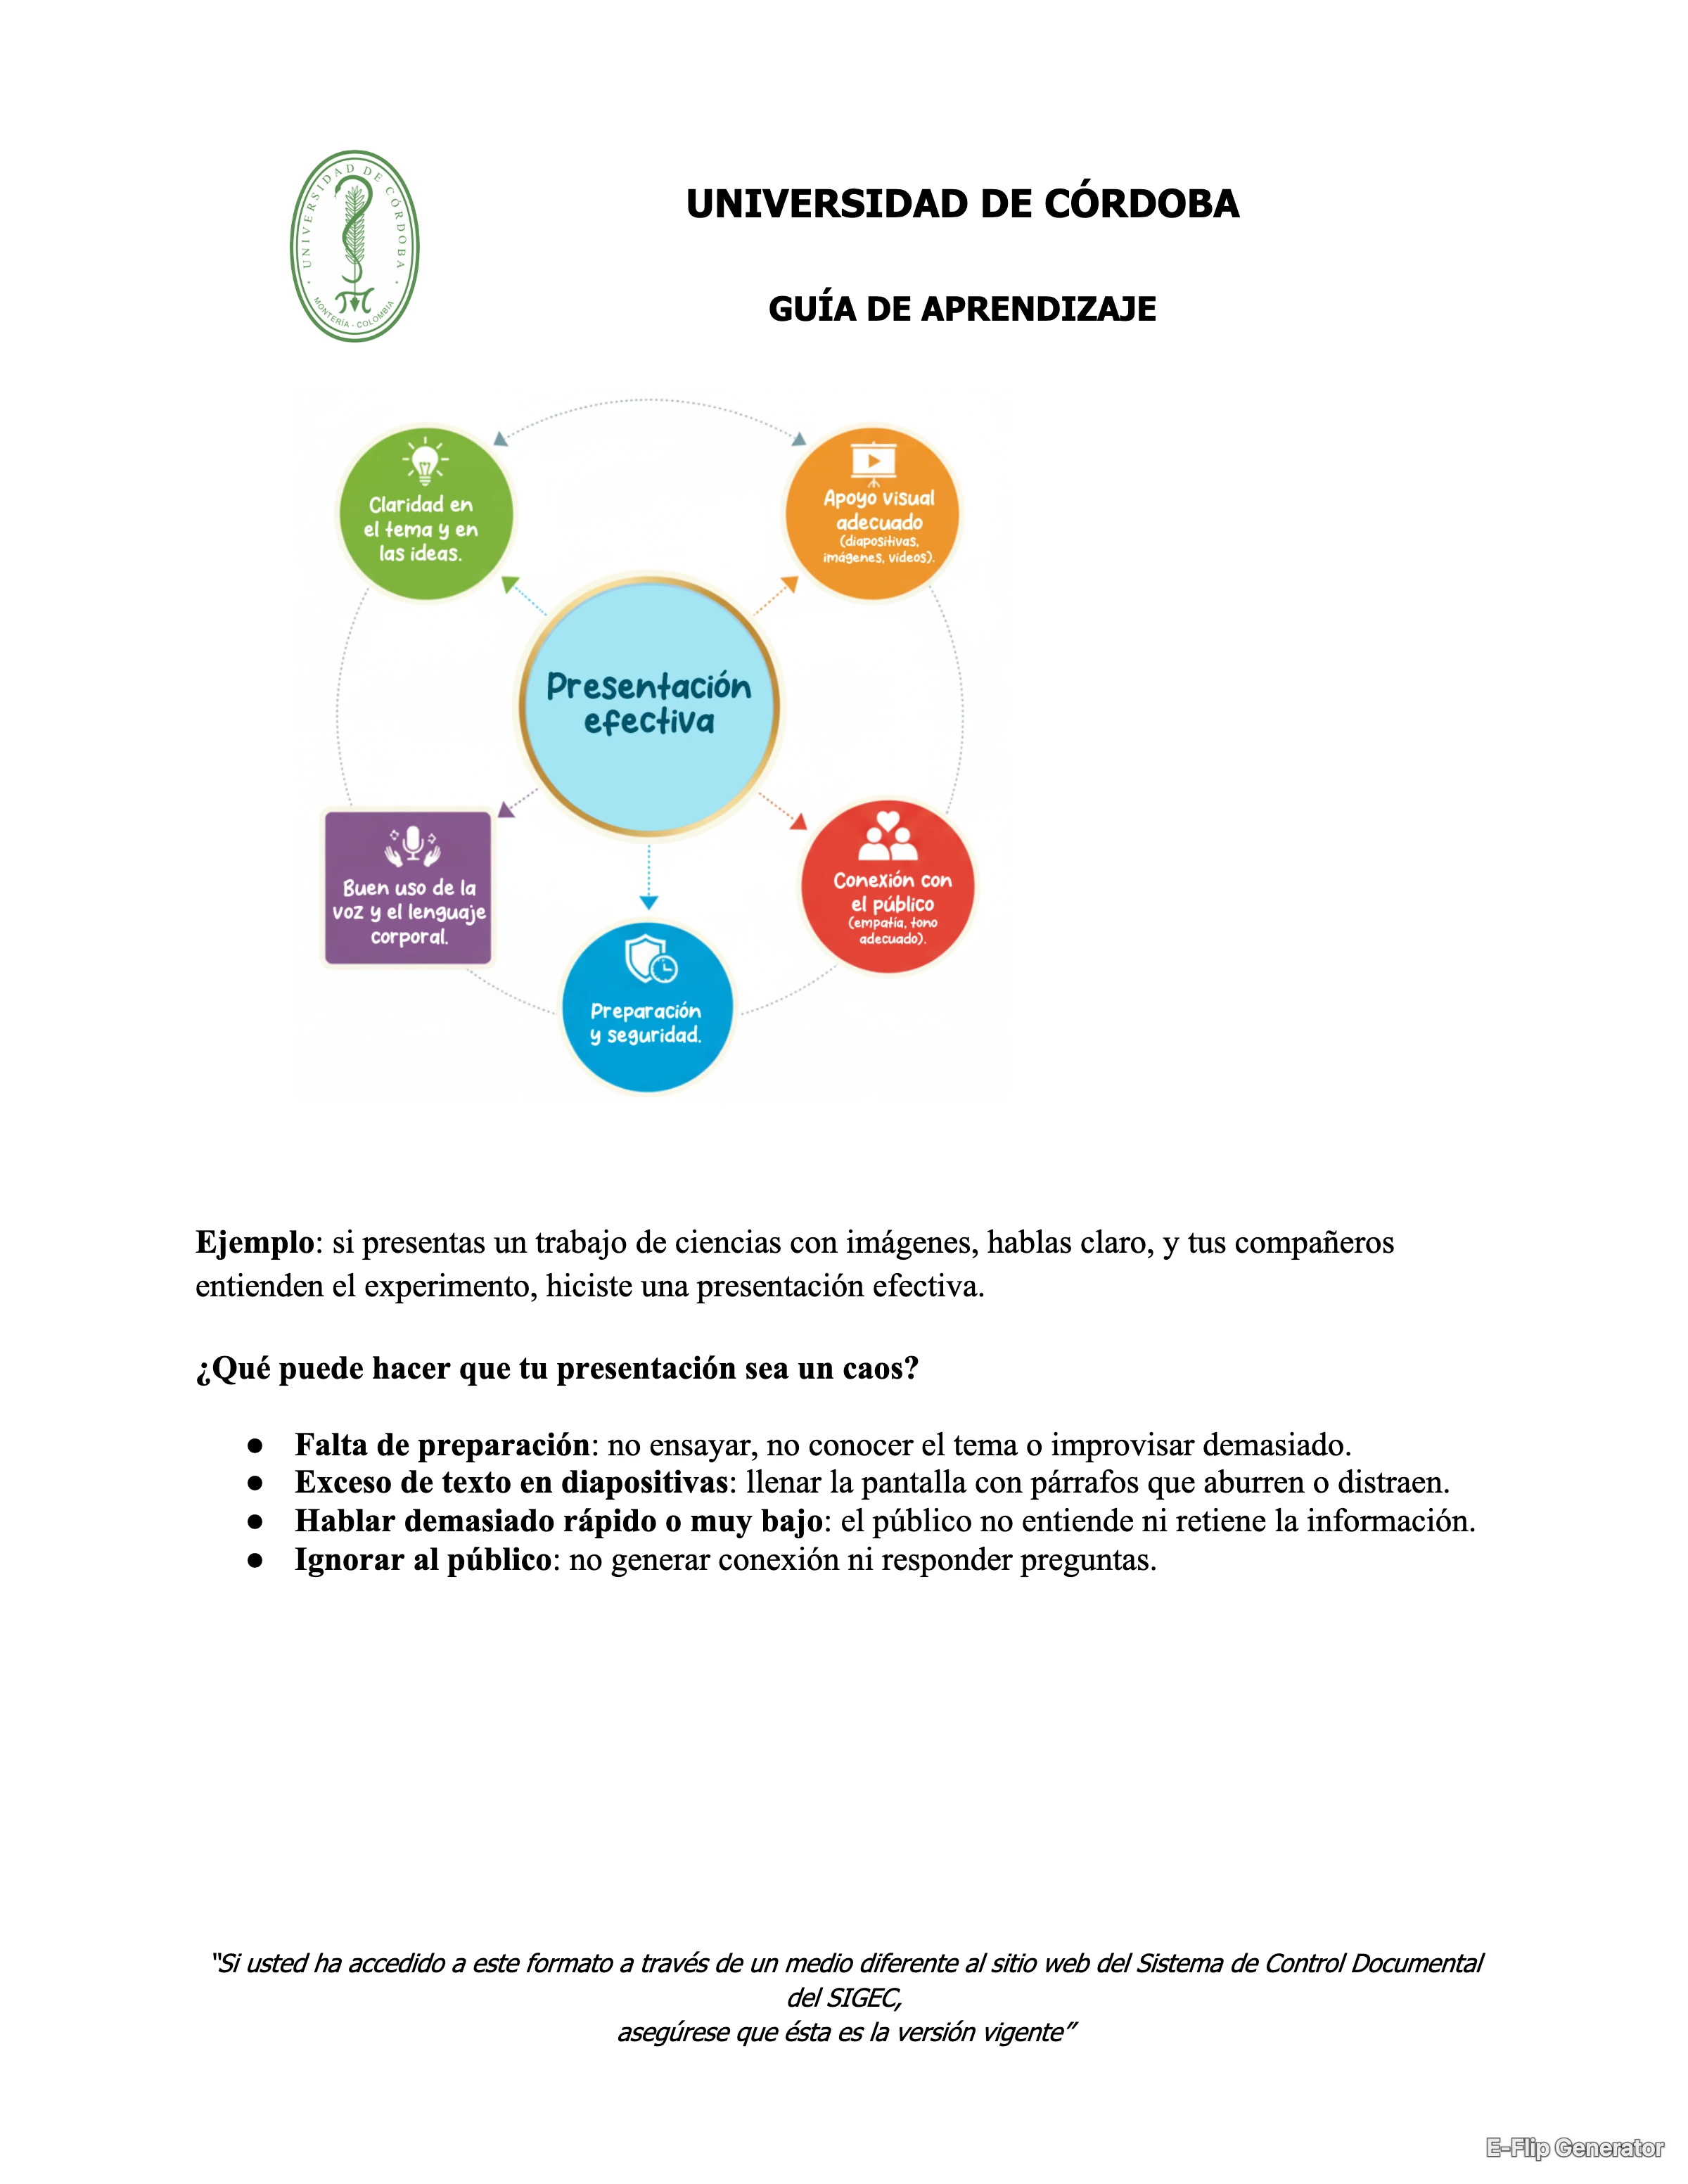 UNIVERSIDAD DE CÓRDOBA
MONTERÍA - COLOMBIA
UNIVERSIDAD DE CÓRDOBA
GUÍA DE APRENDIZAJE
Claridad en
el tema y en
las ideas.
Apoyo visual
adecuado
(diapositivas,
imágenes, videos).
Presentación
efectiva
Buen uso de la
voz y el lenguaje
corporal.
Conexión con
el público
(empatía, tono
adecuado).
Preparación
y seguridad.
Ejemplo: si presentas un trabajo de ciencias con imágenes, hablas claro, y tus compañeros
entienden el experimento, hiciste una presentación efectiva.
¿Qué puede hacer que tu presentación sea un caos?
● Falta de preparación: no ensayar, no conocer el tema o improvisar demasiado.
● Exceso de texto en diapositivas: llenar la pantalla con párrafos que aburren o distraen.
● Hablar demasiado rápido o muy bajo: el público no entiende ni retiene la información.
● Ignorar al público: no generar conexión ni responder preguntas.
“Si usted ha accedido a este formato a través de un medio diferente al sitio web del Sistema de Control Documental
del SIGEC,
asegúrese que ésta es la versión vigente”
E-Flip Generator